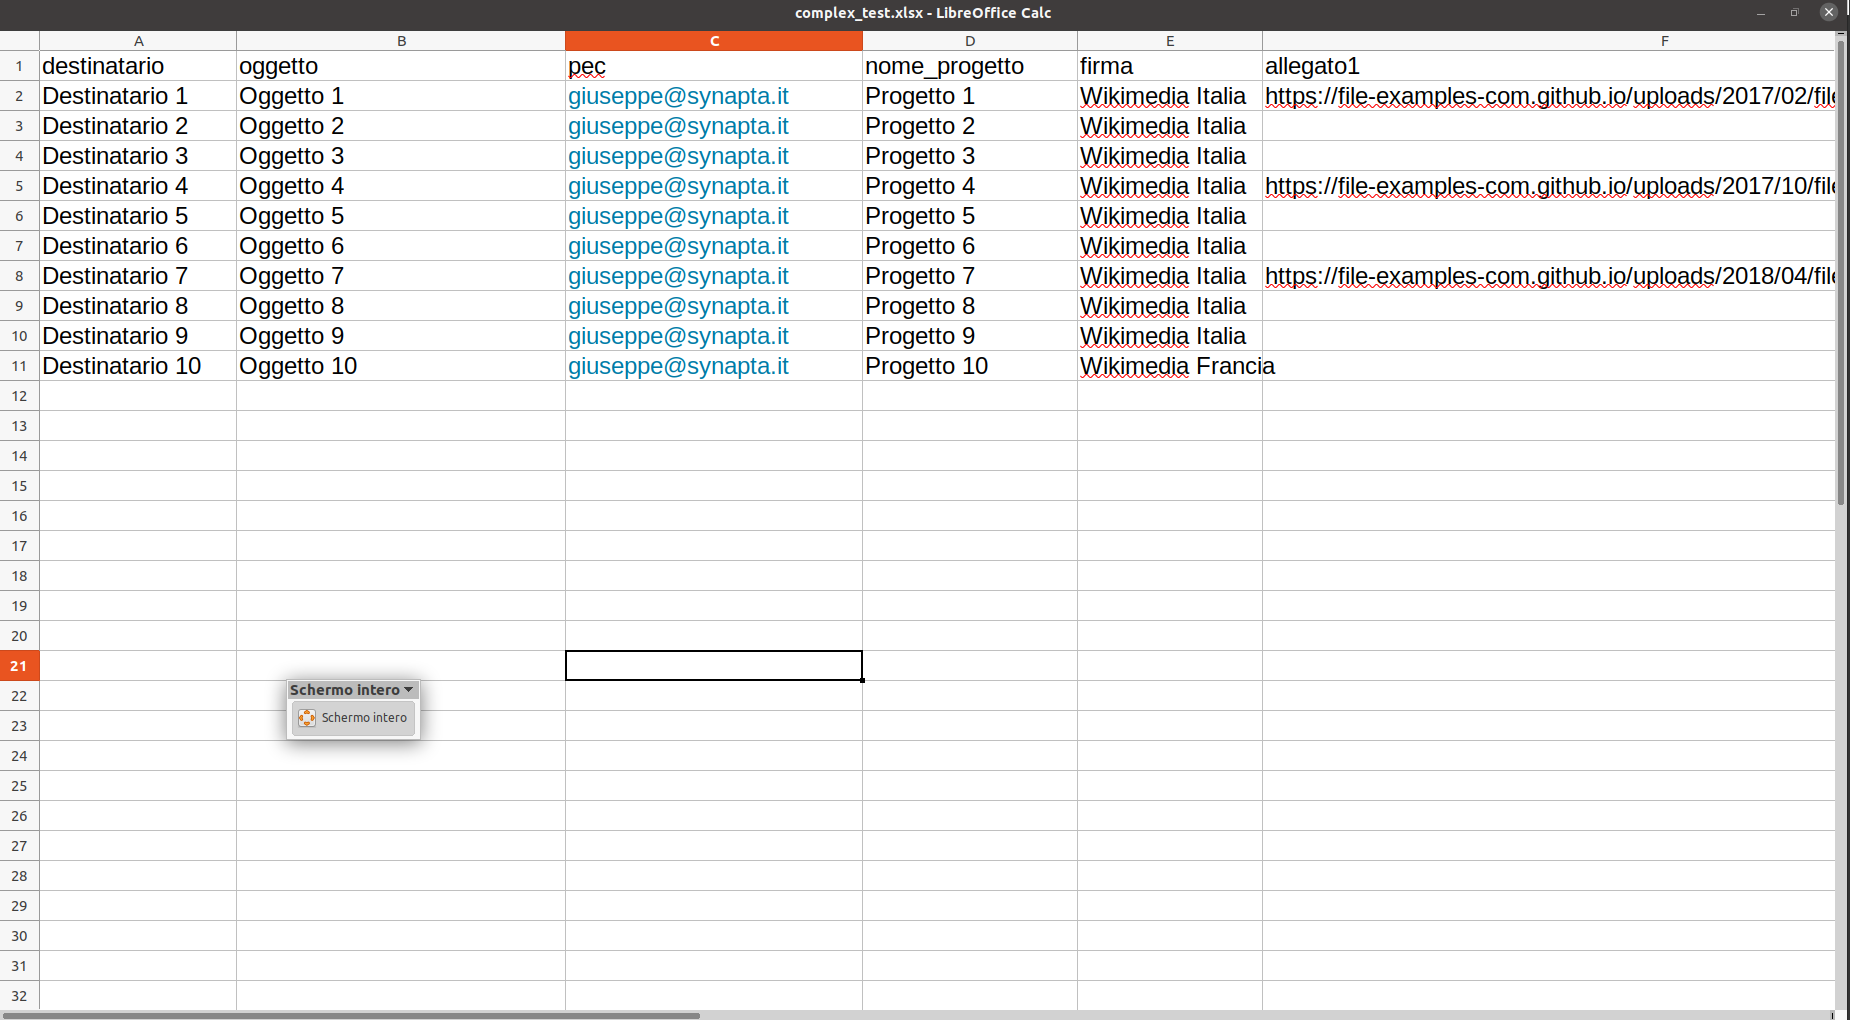 complex_test.xlsx - LibreOffice Calc
A B C D E F
1 destinatario oggetto pec nome_progetto firma allegato1
2 Destinatario 1 Oggetto 1 giuseppe@synapta.it Progetto 1 Wikimedia Italia https://file-examples-com.github.io/uploads/2017/02/file
3 Destinatario 2 Oggetto 2 giuseppe@synapta.it Progetto 2 Wikimedia Italia
4 Destinatario 3 Oggetto 3 giuseppe@synapta.it Progetto 3 Wikimedia Italia
5 Destinatario 4 Oggetto 4 giuseppe@synapta.it Progetto 4 Wikimedia Italia https://file-examples-com.github.io/uploads/2017/10/file
6 Destinatario 5 Oggetto 5 giuseppe@synapta.it Progetto 5 Wikimedia Italia
7 Destinatario 6 Oggetto 6 giuseppe@synapta.it Progetto 6 Wikimedia Italia
8 Destinatario 7 Oggetto 7 giuseppe@synapta.it Progetto 7 Wikimedia Italia https://file-examples-com.github.io/uploads/2018/04/file
9 Destinatario 8 Oggetto 8 giuseppe@synapta.it Progetto 8 Wikimedia Italia
10 Destinatario 9 Oggetto 9 giuseppe@synapta.it Progetto 9 Wikimedia Italia
11 Destinatario 10 Oggetto 10 giuseppe@synapta.it Progetto 10 Wikimedia Francia
12
13
14
15
16
17
18
19
20
21
22 Schermo intero
23 Schermo intero
24
25
26
27
28
29
30
31
32